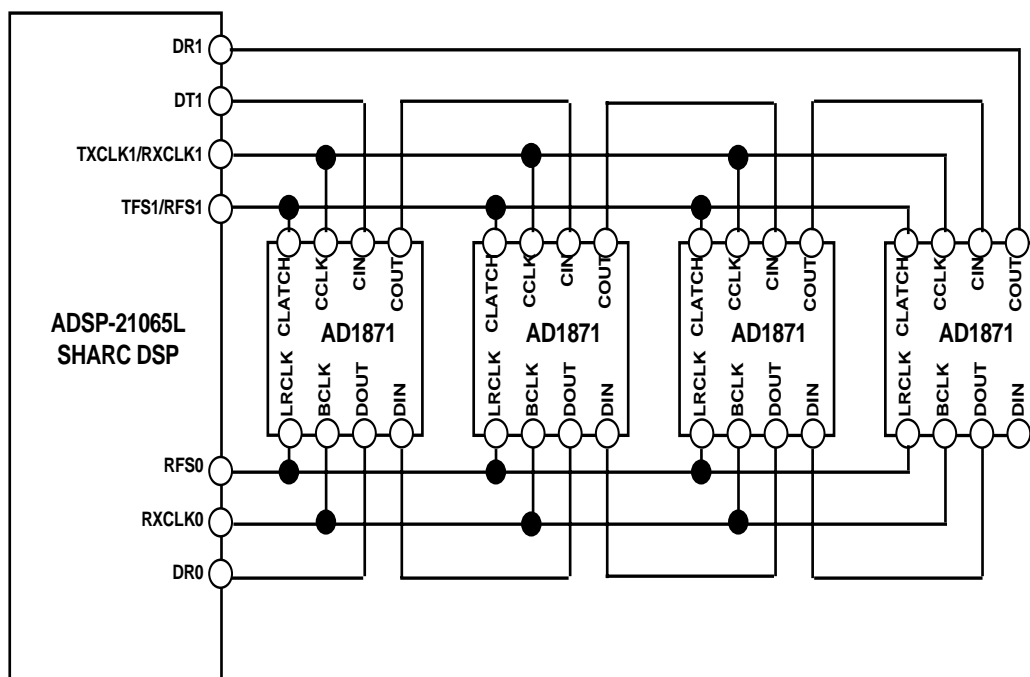 DR1
DT1
TXCLK1/RXCLK1
TFS1/RFS1
ADSP-21065L
SHARC DSP
RFS0
RXCLK0
DR0
CLATCH
CCLK
CIN
COUT
AD1871
LRCLK
BCLK
DOUT
DIN
CLATCH
CCLK
CIN
COUT
AD1871
LRCLK
BCLK
DOUT
DIN
CLATCH
CCLK
CIN
COUT
AD1871
LRCLK
BCLK
DOUT
DIN
CLATCH
CCLK
CIN
COUT
AD1871
LRCLK
BCLK
DOUT
DIN